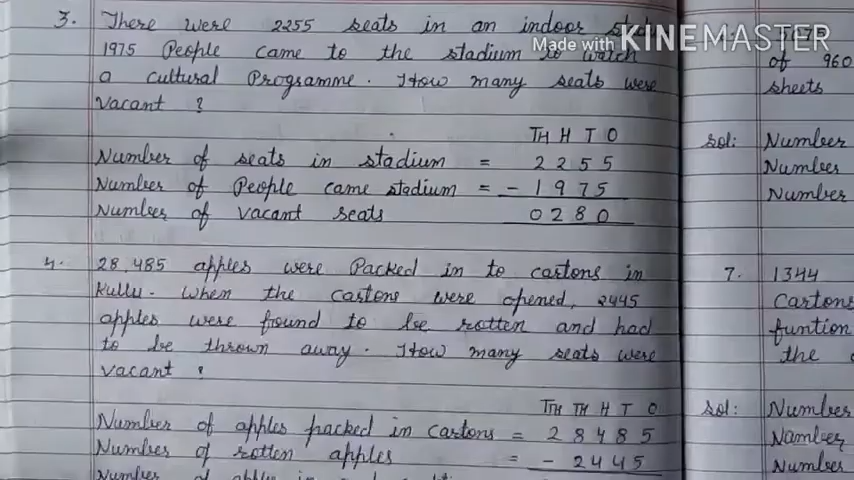 3. There were 2255 seats in an indoor
1975 People came to the stadium to watch
a cultural Programme. How many seats were
vacant ?
TH H T O
Number of seats in stadium = 2 2 5 5
Number of People came stadium = - 1 9 7 5
Number of vacant seats 0 2 8 0
4. 28,485 apples were Packed in to cartons in
Kullu. When the cartons were opened, 2445
apples were found to be rotten and had
to be thrown away. How many seats were
vacant ?
TTH TH H T O
Number of apples packed in cartons = 2 8 4 8 5
Number of rotten apples = - 2 4 4 5
Made with KINEMASTER
of 960
sheets
sol: Number
Number
Number
7. 1344
Cartons
funtion
the
sol: Number
Number
Number